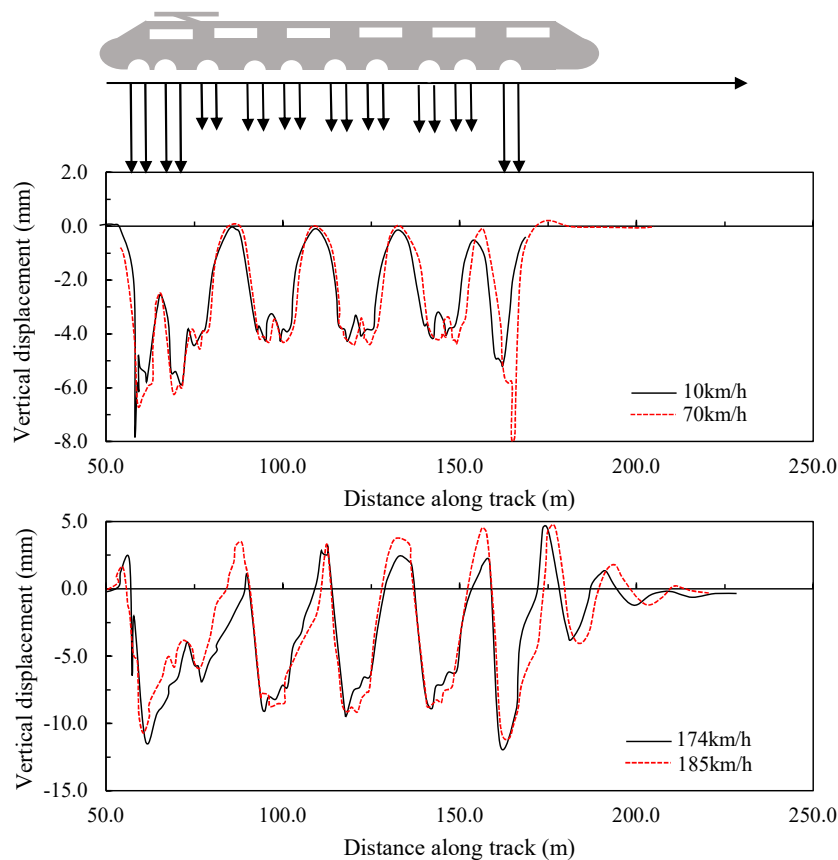 2.0
0.0
-2.0
-4.0
-6.0
-8.0
Vertical displacement (mm)
10km/h
70km/h
50.0 100.0 150.0 200.0 250.0
Distance along track (m)
5.0
0.0
-5.0
-10.0
-15.0
Vertical displacement (mm)
174km/h
185km/h
50.0 100.0 150.0 200.0 250.0
Distance along track (m)